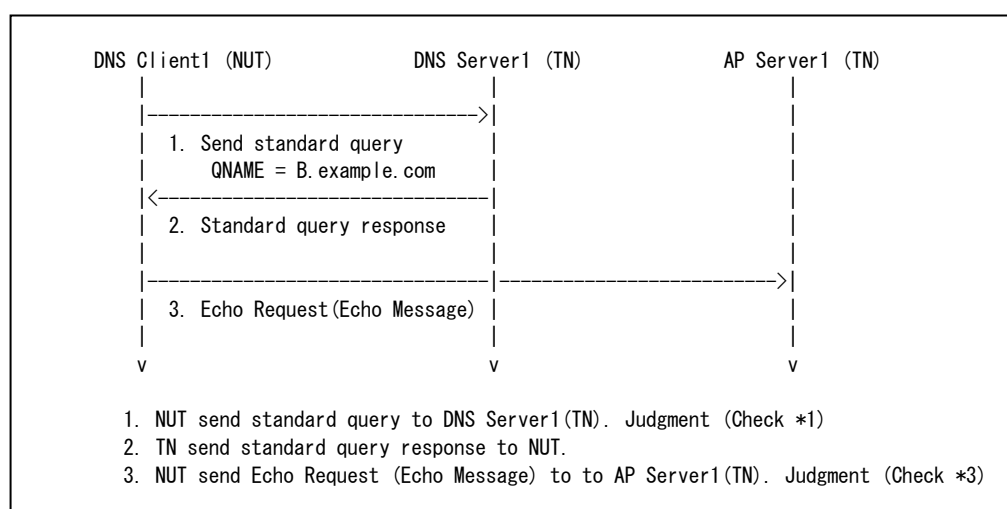 DNS Client1 (NUT) DNS Server1 (TN) AP Server1 (TN)
| | |
|------------------------------->| |
| 1. Send standard query | |
| QNAME = B.example.com | |
|<-------------------------------| |
| 2. Standard query response | |
| | |
|--------------------------------|--------------------------->|
| 3. Echo Request(Echo Message) | |
| | |
v v v
1. NUT send standard query to DNS Server1(TN). Judgment (Check *1)
2. TN send standard query response to NUT.
3. NUT send Echo Request (Echo Message) to to AP Server1(TN). Judgment (Check *3)